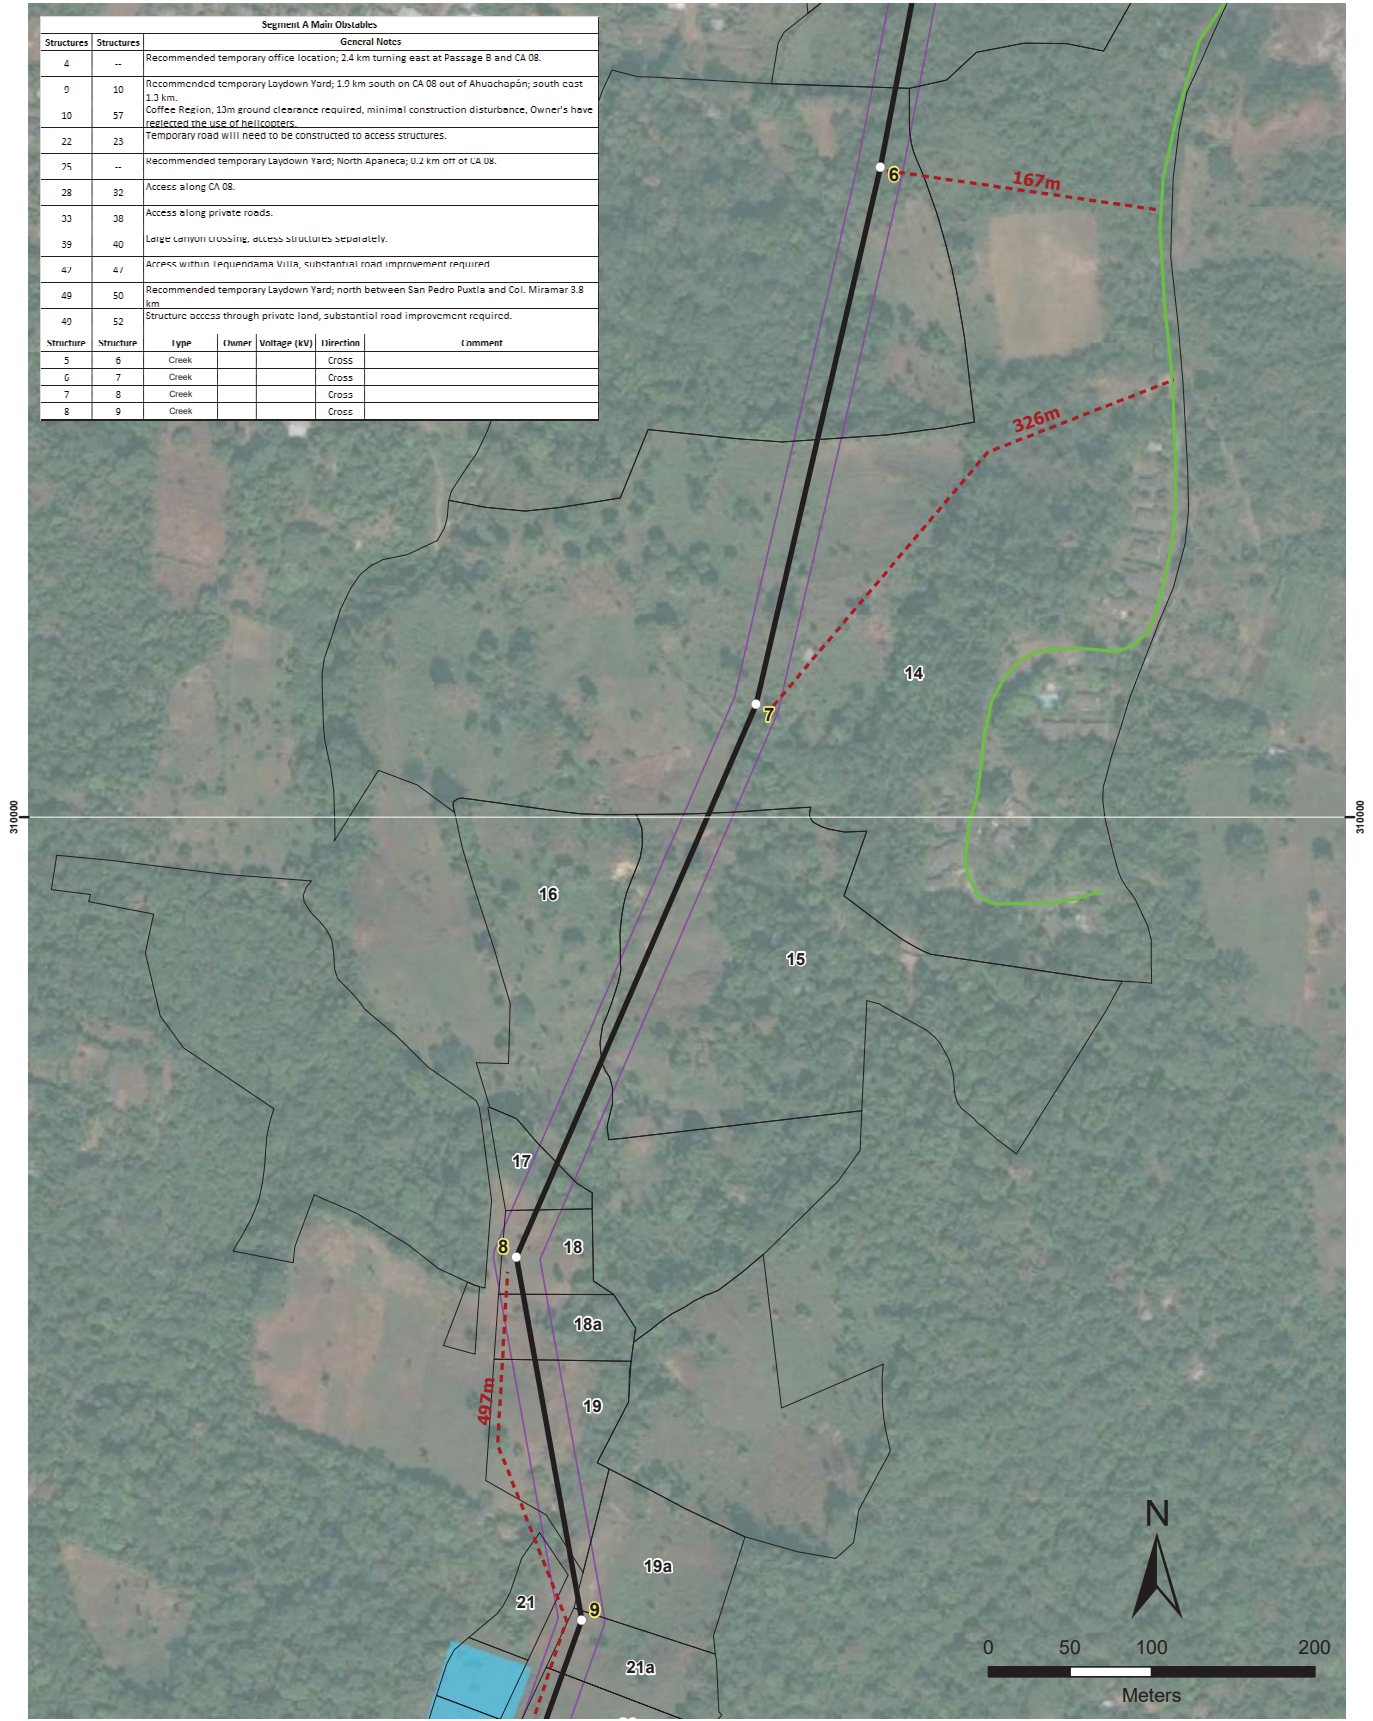 Segment A Main Obstables
Structures Structures General Notes
4 -- Recommended temporary office location; 2.4 km turning east at Passage B and CA 08.
9 10 Recommended temporary Laydown Yard; 1.9 km south on CA 08 out of Ahuachapán; south east
1.3 km.
10 57 Coffee Region, 13m ground clearance required, minimal construction disturbance, Owner's have
neglected the use of helicopters.
22 23 Temporary road will need to be constructed to access structures.
25 -- Recommended temporary Laydown Yard; North Apaneca; 0.2 km off of CA 08.
28 32 Access along CA 08.
33 38 Access along private roads.
39 40 Large canyon crossing, access structures separately.
42 47 Access within Tequendama Villa, substantial road improvement required
49 50 Recommended temporary Laydown Yard; north between San Pedro Puxtla and Col. Miramar 3.8
km
49 52 Structure access through private land, substantial road improvement required.
Structure Structure Type Owner Voltage (kV) Direction Comment
5 6 Creek Cross
6 7 Creek Cross
7 8 Creek Cross
8 9 Creek Cross
6
167m
326m
14
7
310000
310000
16
15
17
8
18
18a
497m
19
19a
21
9
21a
N
0 50 100 200
Meters